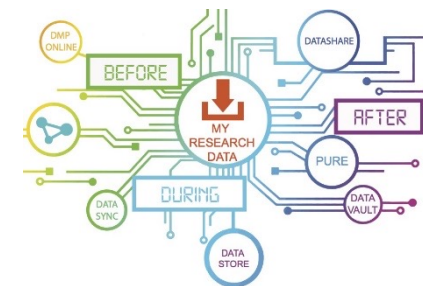 DMP
ONLINE
BEFORE
DATASHARE
MY
RESEARCH
DATA
AFTER
PURE
DURING
DATA
SYNC
DATA
VAULT
DATA
STORE